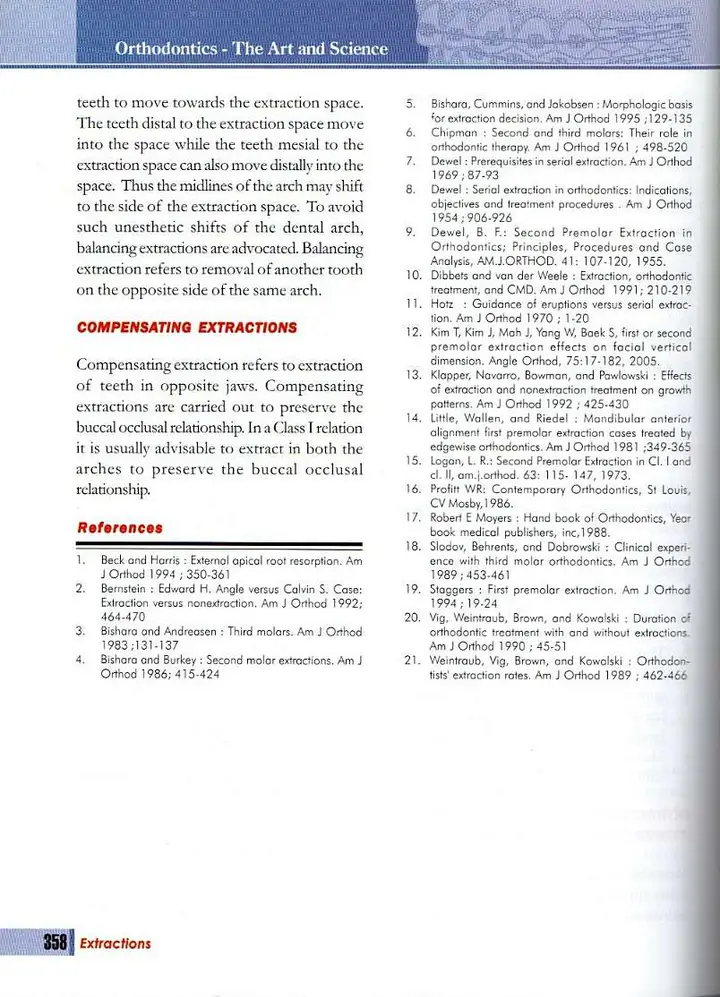 Orthodontics - The Art and Science
teeth to move towards the extraction space.
The teeth distal to the extraction space move
into the space while the teeth mesial to the
extraction space can also move distally into the
space. Thus the midlines of the arch may shift
to the side of the extraction space. To avoid
such unesthetic shifts of the dental arch,
balancing extractions are advocated. Balancing
extraction refers to removal of another tooth
on the opposite side of the same arch.
COMPENSATING EXTRACTIONS
Compensating extraction refers to extraction
of teeth in opposite jaws. Compensating
extractions are carried out to preserve the
buccal occlusal relationship. In a Class I relation
it is usually advisable to extract in both the
arches to preserve the buccal occlusal
relationship.
References
1. Beck and Harris : External apical root resorption. Am
J Orthod 1994 ; 350-361
2. Bernstein : Edward H. Angle versus Calvin S. Case:
Extraction versus nonextraction. Am J Orthod 1992;
464-470
3. Bishara and Andreasen : Third molars. Am J Orthod
1983 ;131-137
4. Bishara and Burkey : Second molar extractions. Am J
Orthod 1986; 415-424
5. Bishara, Cummins, and Jakobsen : Morphologic basis
for extraction decision. Am J Orthod 1995 ;129-135
6. Chipman : Second and third molars: Their role in
orthodontic therapy. Am J Orthod 1961 ; 498-520
7. Dewel : Prerequisites in serial extraction. Am J Orthod
1969 ; 87-93
8. Dewel : Serial extraction in orthodontics: Indications,
objectives and treatment procedures . Am J Orthod
1954 ; 906-926
9. Dewel, B. F.: Second Premolar Extraction in
Orthodontics; Principles, Procedures and Case
Analysis, AM.J.ORTHOD. 41: 107-120, 1955.
10. Dibbets and van der Weele : Extraction, orthodontic
treatment, and CMD. Am J Orthod 1991; 210-219
11. Hotz : Guidance of eruptions versus serial extrac-
tion. Am J Orthod 1970 ; 1-20
12. Kim T, Kim J, Mah J, Yang W, Baek S, first or second
premolar extraction effects on facial vertical
dimension. Angle Orthod, 75:17-182, 2005.
13. Klapper, Navarro, Bowman, and Pawlowski : Effects
of extraction and nonextraction treatment on growth
patterns. Am J Orthod 1992 ; 425-430
14. Little, Wallen, and Riedel : Mandibular anterior
alignment first premolar extraction cases treated by
edgewise orthodontics. Am J Orthod 1981 ;349-365
15. Logan, L. R.: Second Premolar Extraction in Cl. I and
cl. II, am.j.orthod. 63: 115- 147, 1973.
16. Profitt WR: Contemporary Orthodontics, St Louis,
CV Mosby,1986.
17. Robert E Moyers : Hand book of Orthodontics, Year
book medical publishers, inc,1988.
18. Slodov, Behrents, and Dobrowski : Clinical experi-
ence with third molar orthodontics. Am J Orthod
1989 ; 453-461
19. Staggers : First premolar extraction. Am J Orthod
1994 ; 19-24
20. Vig, Weintraub, Brown, and Kowalski : Duration of
orthodontic treatment with and without extractions.
Am J Orthod 1990 ; 45-51
21. Weintraub, Vig, Brown, and Kowalski : Orthodon-
tists' extraction rates. Am J Orthod 1989 ; 462-466
358 Extractions